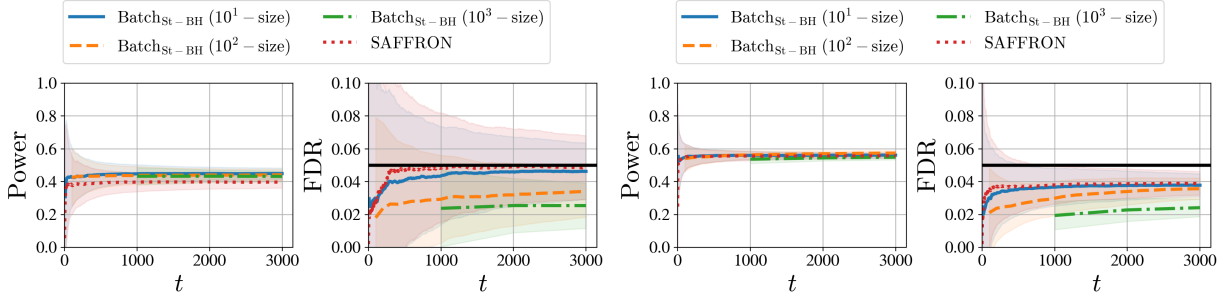 Batch_St−BH (10^1 − size)
Batch_St−BH (10^3 − size)
Batch_St−BH (10^2 − size)
SAFFRON
Batch_St−BH (10^1 − size)
Batch_St−BH (10^3 − size)
Batch_St−BH (10^2 − size)
SAFFRON
Power
1.0
0.8
0.6
0.4
0.2
0.0
0 1000 2000 3000
t
FDR
0.10
0.08
0.06
0.04
0.02
0.00
0 1000 2000 3000
t
Power
1.0
0.8
0.6
0.4
0.2
0.0
0 1000 2000 3000
t
FDR
0.10
0.08
0.06
0.04
0.02
0.00
0 1000 2000 3000
t